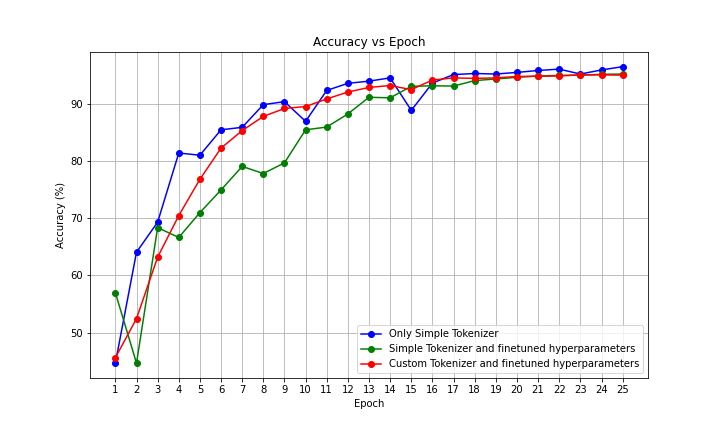 Accuracy vs Epoch
Accuracy (%)
90
80
70
60
50
Only Simple Tokenizer
Simple Tokenizer and finetuned hyperparameters
Custom Tokenizer and finetuned hyperparameters
1 2 3 4 5 6 7 8 9 10 11 12 13 14 15 16 17 18 19 20 21 22 23 24 25
Epoch